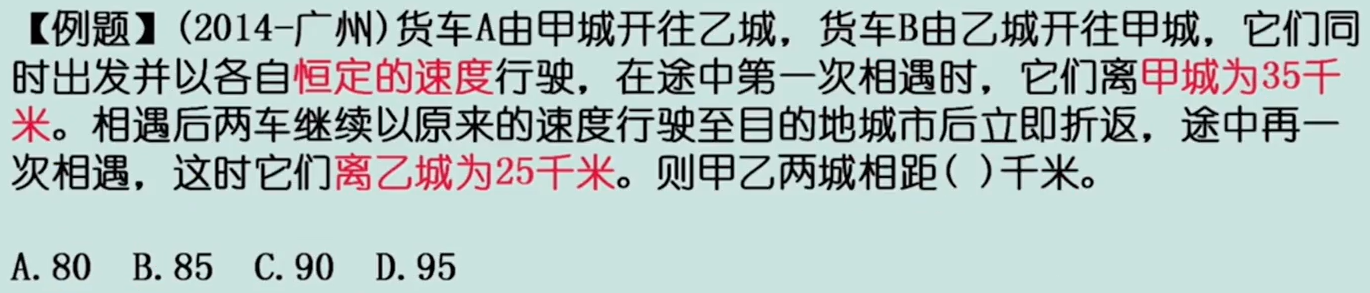 【例题】(2014-广州)货车A由甲城开往乙城，货车B由乙城开往甲城，它们同
时出发并以各自恒定的速度行驶，在途中第一次相遇时，它们离甲城为35千
米。相遇后两车继续以原来的速度行驶至目的地城市后立即折返，途中再一
次相遇，这时它们离乙城为25千米。则甲乙两城相距( )千米。
A.80 B.85 C.90 D.95